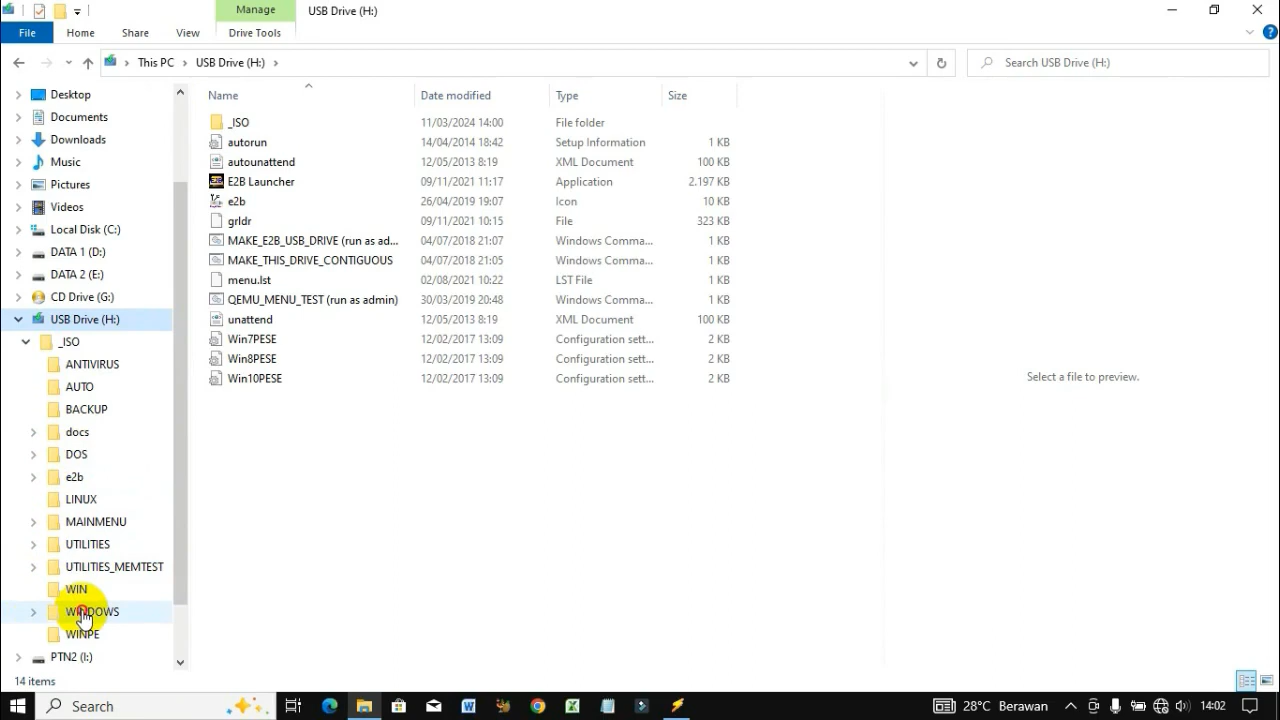 Manage
USB Drive (H:)
File
Home
Share
View
Drive Tools
This PC
USB Drive (H:)
Search USB Drive (H:)
Desktop
Documents
Downloads
Music
Pictures
Videos
Local Disk (C:)
DATA 1 (D:)
DATA 2 (E:)
CD Drive (G:)
USB Drive (H:)
_ISO
ANTIVIRUS
AUTO
BACKUP
docs
DOS
e2b
LINUX
MAINMENU
UTILITIES
UTILITIES_MEMTEST
WIN
WINDOWS
WINPE
PTN2 (I:)
Name Date modified Type Size
_ISO 11/03/2024 14:00 File folder
autorun 14/04/2014 18:42 Setup Information 1 KB
autounattend 12/05/2013 8:19 XML Document 100 KB
E2B Launcher 09/11/2021 11:17 Application 2.197 KB
e2b 26/04/2019 19:07 Icon 10 KB
grldr 09/11/2021 10:15 File 323 KB
MAKE_E2B_USB_DRIVE (run as ad... 04/07/2018 21:07 Windows Comma... 1 KB
MAKE_THIS_DRIVE_CONTIGUOUS 04/07/2018 21:05 Windows Comma... 1 KB
menu.lst 02/08/2021 10:22 LST File 1 KB
QEMU_MENU_TEST (run as admin) 30/03/2019 20:48 Windows Comma... 1 KB
unattend 12/05/2013 8:19 XML Document 100 KB
Win7PESE 12/02/2017 13:09 Configuration sett... 2 KB
Win8PESE 12/02/2017 13:09 Configuration sett... 2 KB
Win10PESE 12/02/2017 13:09 Configuration sett... 2 KB
Select a file to preview.
14 items
Search
28°C Berawan
14:02